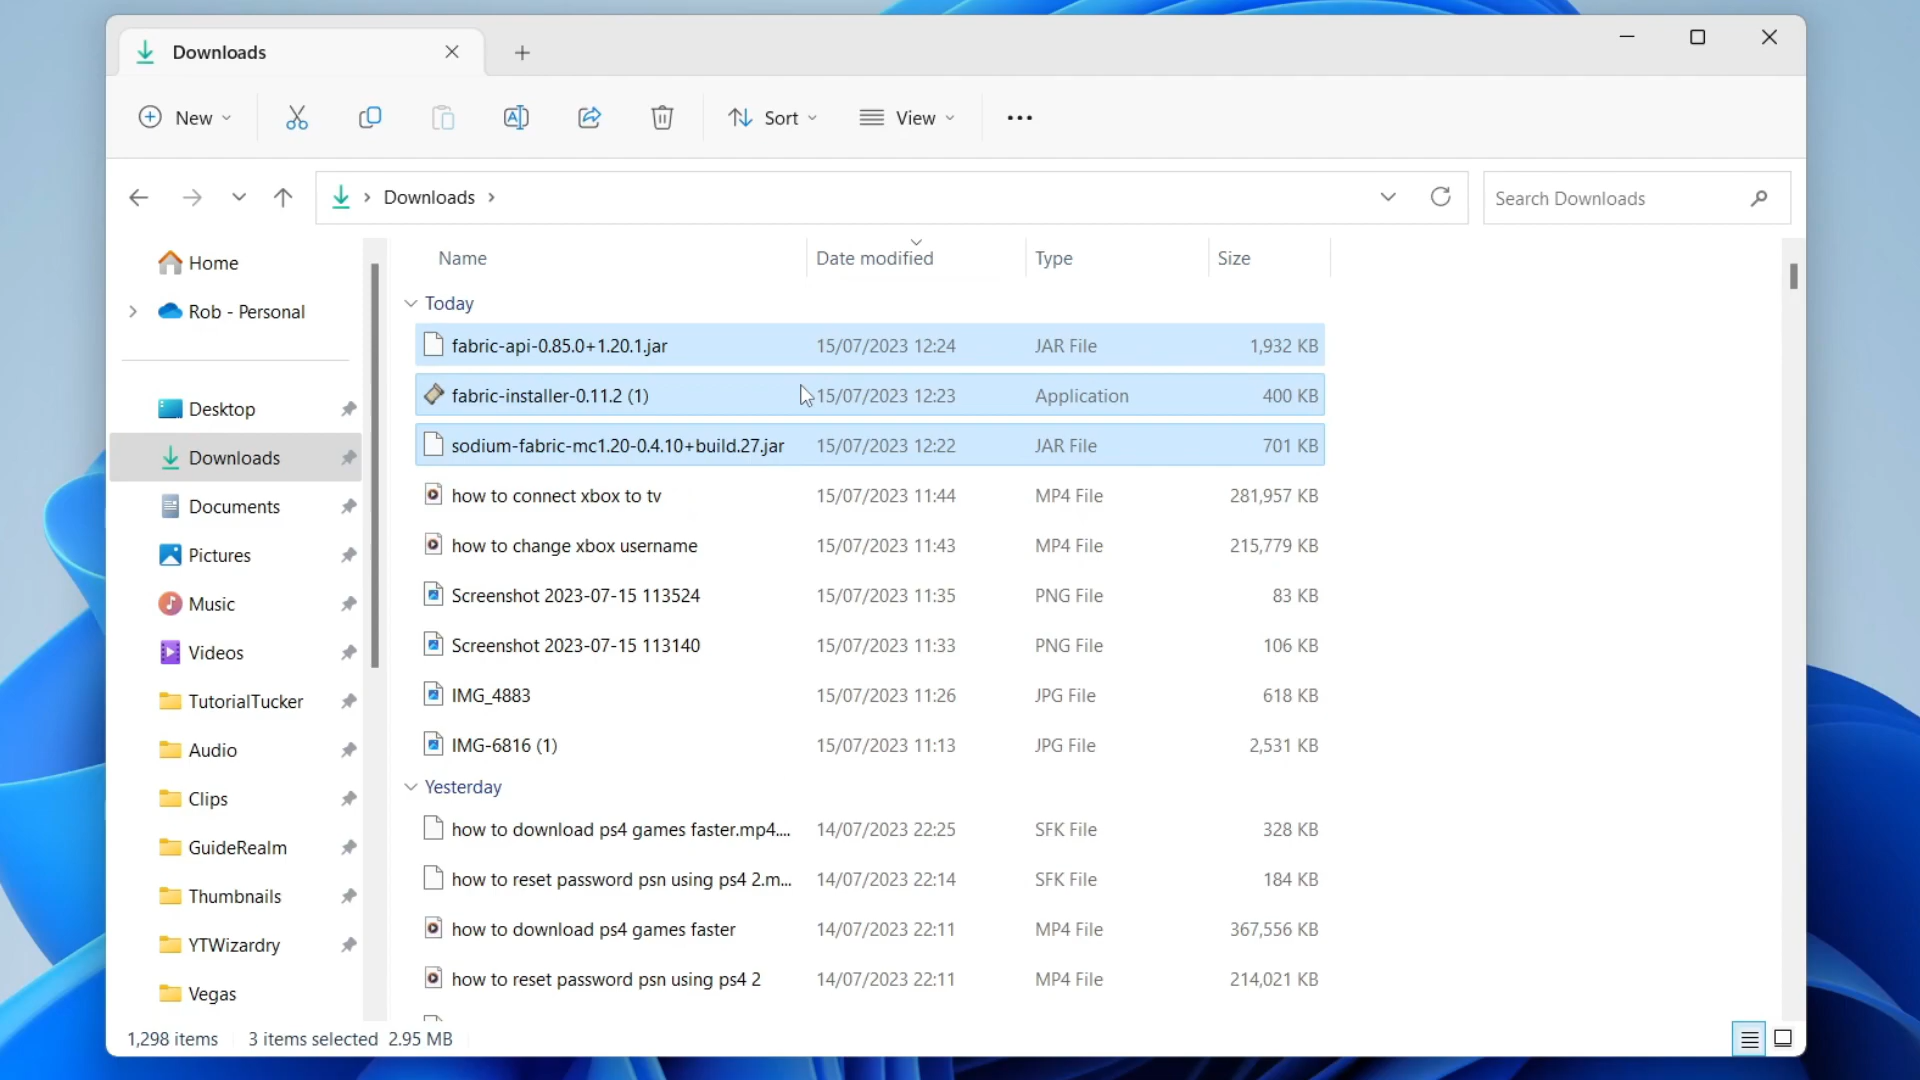 Downloads
New
Sort
View
Downloads
Search Downloads
Home
Rob - Personal
Desktop
Downloads
Documents
Pictures
Music
Videos
TutorialTucker
Audio
Clips
GuideRealm
Thumbnails
YTWizardry
Vegas
Name Date modified Type Size
Today
fabric-api-0.85.0+1.20.1.jar 15/07/2023 12:24 JAR File 1,932 KB
fabric-installer-0.11.2 (1) 15/07/2023 12:23 Application 400 KB
sodium-fabric-mc1.20-0.4.10+build.27.jar 15/07/2023 12:22 JAR File 701 KB
how to connect xbox to tv 15/07/2023 11:44 MP4 File 281,957 KB
how to change xbox username 15/07/2023 11:43 MP4 File 215,779 KB
Screenshot 2023-07-15 113524 15/07/2023 11:35 PNG File 83 KB
Screenshot 2023-07-15 113140 15/07/2023 11:33 PNG File 106 KB
IMG_4883 15/07/2023 11:26 JPG File 618 KB
IMG-6816 (1) 15/07/2023 11:13 JPG File 2,531 KB
Yesterday
how to download ps4 games faster.mp4.... 14/07/2023 22:25 SFK File 328 KB
how to reset password psn using ps4 2.m... 14/07/2023 22:14 SFK File 184 KB
how to download ps4 games faster 14/07/2023 22:11 MP4 File 367,556 KB
how to reset password psn using ps4 2 14/07/2023 22:11 MP4 File 214,021 KB
1,298 items 3 items selected 2.95 MB